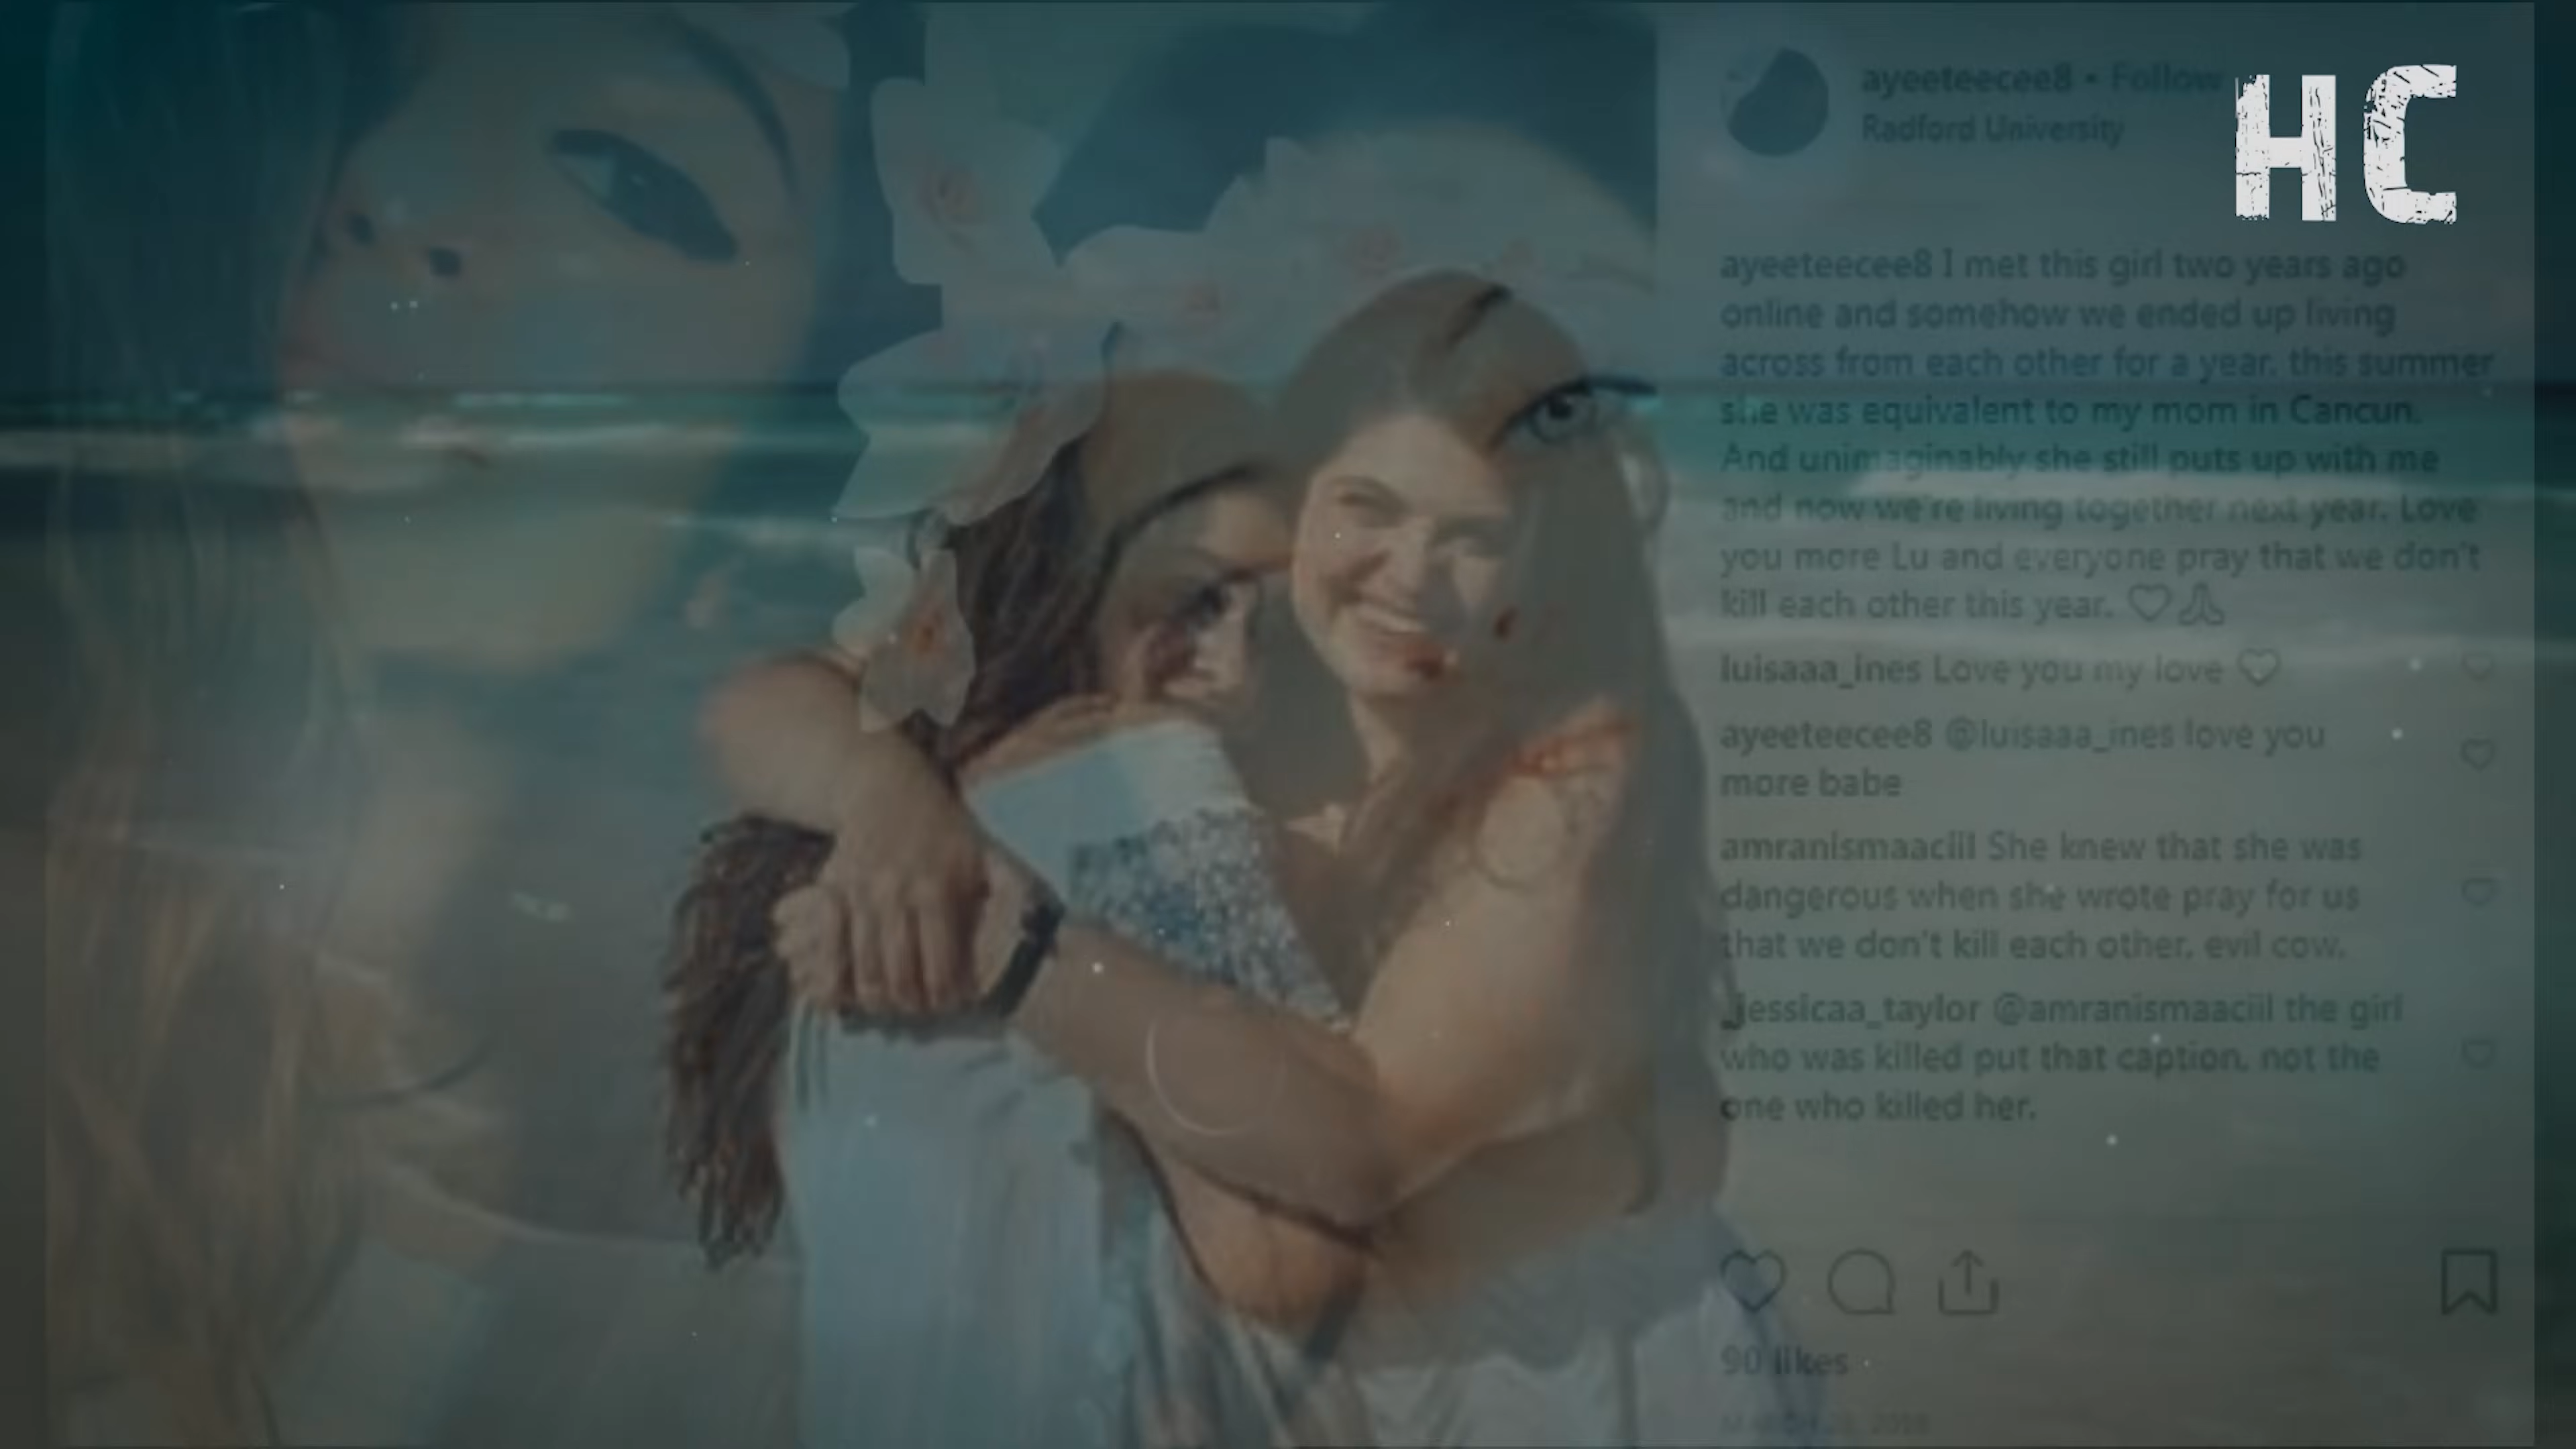 HC
ayeeteecee8 • Follow
Radford University
ayeeteecee8 I met this girl two years ago
online and somehow we ended up living
across from each other for a year. this summer
she was equivalent to my mom in Cancun.
And unimaginably she still puts up with me
and now we're living together next year. Love
you more Lu and everyone pray that we don't
kill each other this year. ♡🙏
luisaaa_ines Love you my love ♡
ayeeteecee8 @luisaaa_ines love you
more babe
amranismaaciil She knew that she was
dangerous when she wrote pray for us
that we don't kill each other. evil cow.
_jessicaa_taylor @amranismaaciil the girl
who was killed put that caption, not the
one who killed her.
90 likes